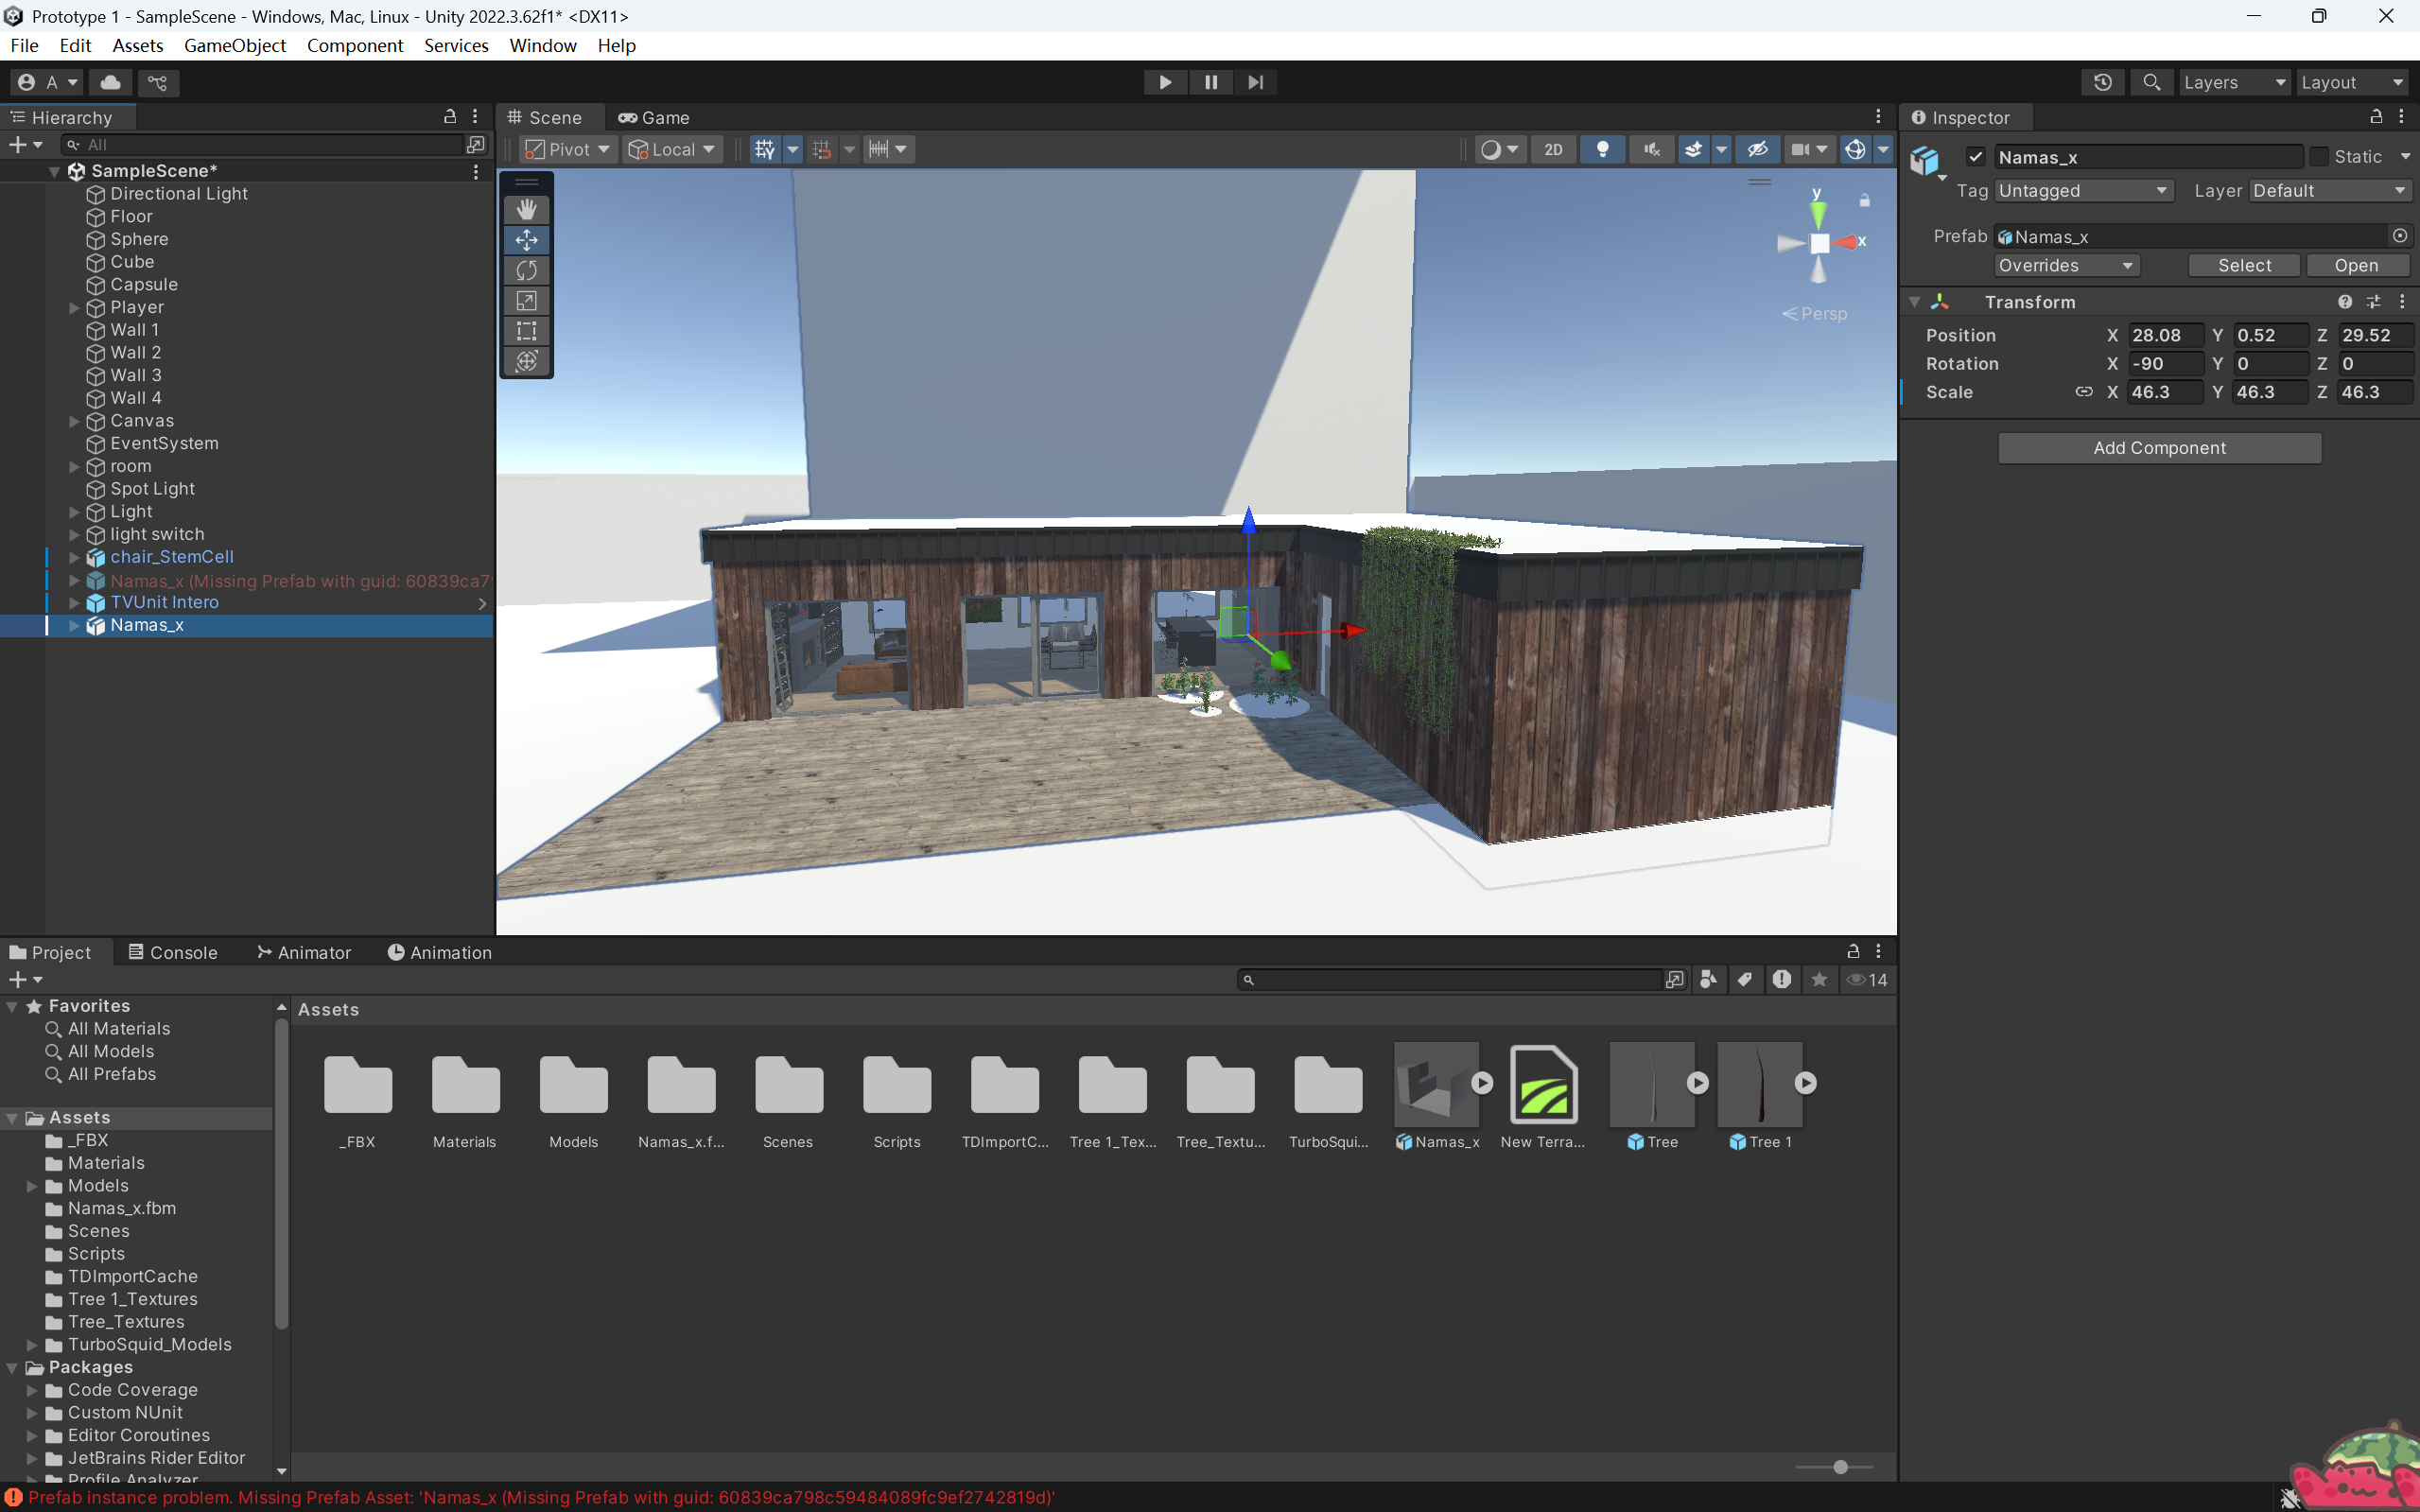 Prototype 1 - SampleScene - Windows, Mac, Linux - Unity 2022.3.62f1* <DX11>
File Edit Assets GameObject Component Services Window Help
A Layers Layout
Hierarchy
All
SampleScene*
Directional Light
Floor
Sphere
Cube
Capsule
Player
Wall 1
Wall 2
Wall 3
Wall 4
Canvas
EventSystem
room
Spot Light
Light
light switch
chair_StemCell
Namas_x (Missing Prefab with guid: 60839ca7
TVUnit Intero
Namas_x
Scene Game
Pivot Local 2D
y
x
Persp
Inspector
Namas_x Static
Tag Untagged Layer Default
Prefab Namas_x
Overrides Select Open
Transform
Position X 28.08 Y 0.52 Z 29.52
Rotation X -90 Y 0 Z 0
Scale X 46.3 Y 46.3 Z 46.3
Add Component
Project Console Animator Animation
14
Favorites
All Materials
All Models
All Prefabs
Assets
_FBX
Materials
Models
Namas_x.fbm
Scenes
Scripts
TDImportCache
Tree 1_Textures
Tree_Textures
TurboSquid_Models
Packages
Code Coverage
Custom NUnit
Editor Coroutines
JetBrains Rider Editor
Profile Analyzer
Assets
_FBX Materials Models Namas_x.f... Scenes Scripts TDImportC... Tree 1_Tex... Tree_Textu... TurboSqui... Namas_x New Terra... Tree Tree 1
Prefab instance problem. Missing Prefab Asset: 'Namas_x (Missing Prefab with guid: 60839ca798c59484089fc9ef2742819d)'